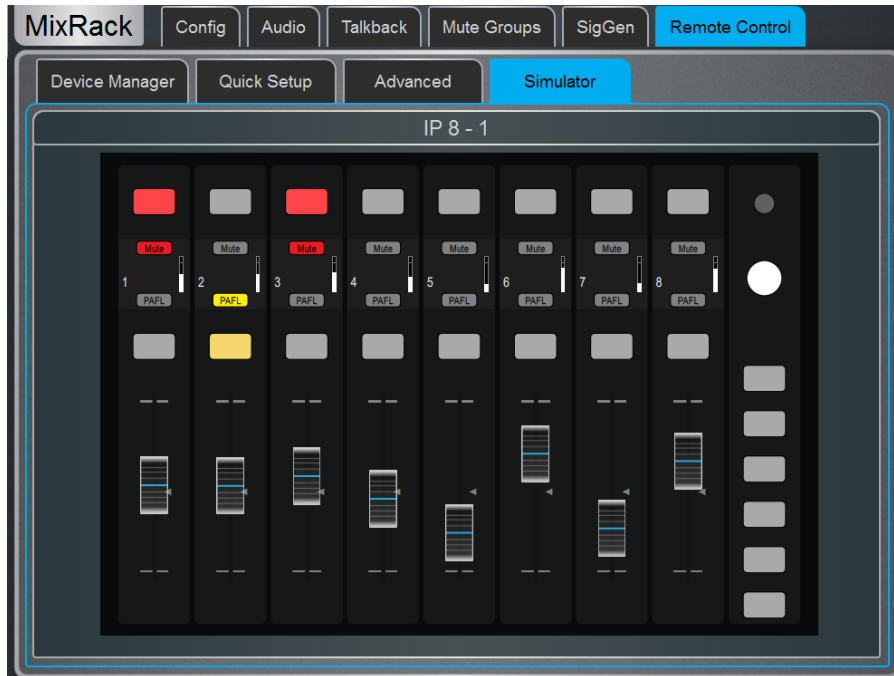 MixRack Config Audio Talkback Mute Groups SigGen Remote Control
Device Manager Quick Setup Advanced Simulator
IP 8 - 1
Mute Mute Mute Mute Mute Mute Mute Mute
1 2 3 4 5 6 7 8
PAFL PAFL PAFL PAFL PAFL PAFL PAFL PAFL